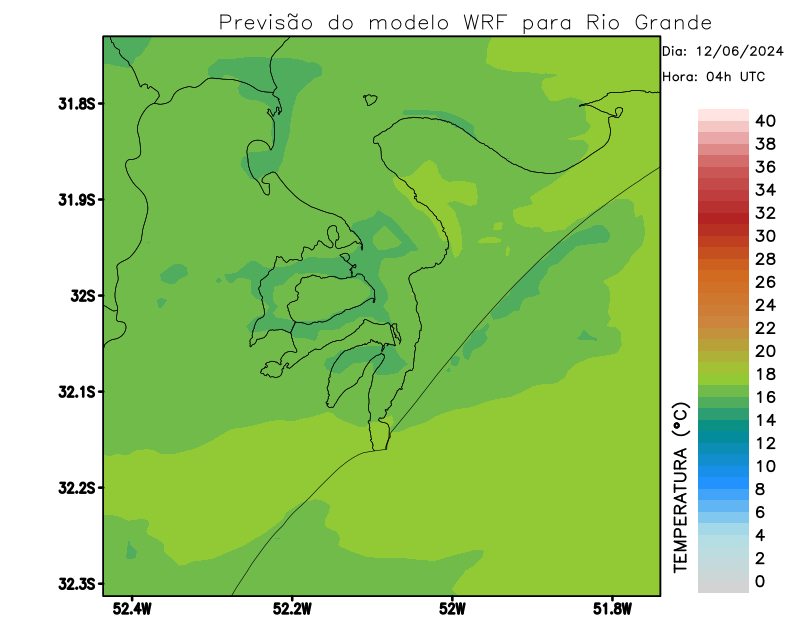 Previsão do modelo WRF para Rio Grande
Dia: 12/06/2024
Hora: 04h UTC
31.8S
31.9S
32S
32.1S
32.2S
32.3S
52.4W
52.2W
52W
51.8W
TEMPERATURA (°C)
40
38
36
34
32
30
28
26
24
22
20
18
16
14
12
10
8
6
4
2
0